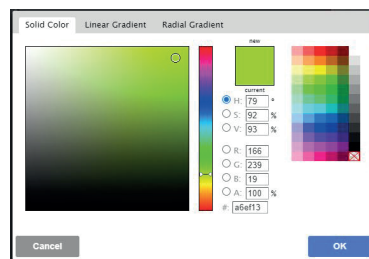 Solid Color Linear Gradient Radial Gradient
new
current
H: 79 °
S: 92 %
V: 93 %
R: 166
G: 239
B: 19
A: 100 %
#: a6ef13
Cancel OK